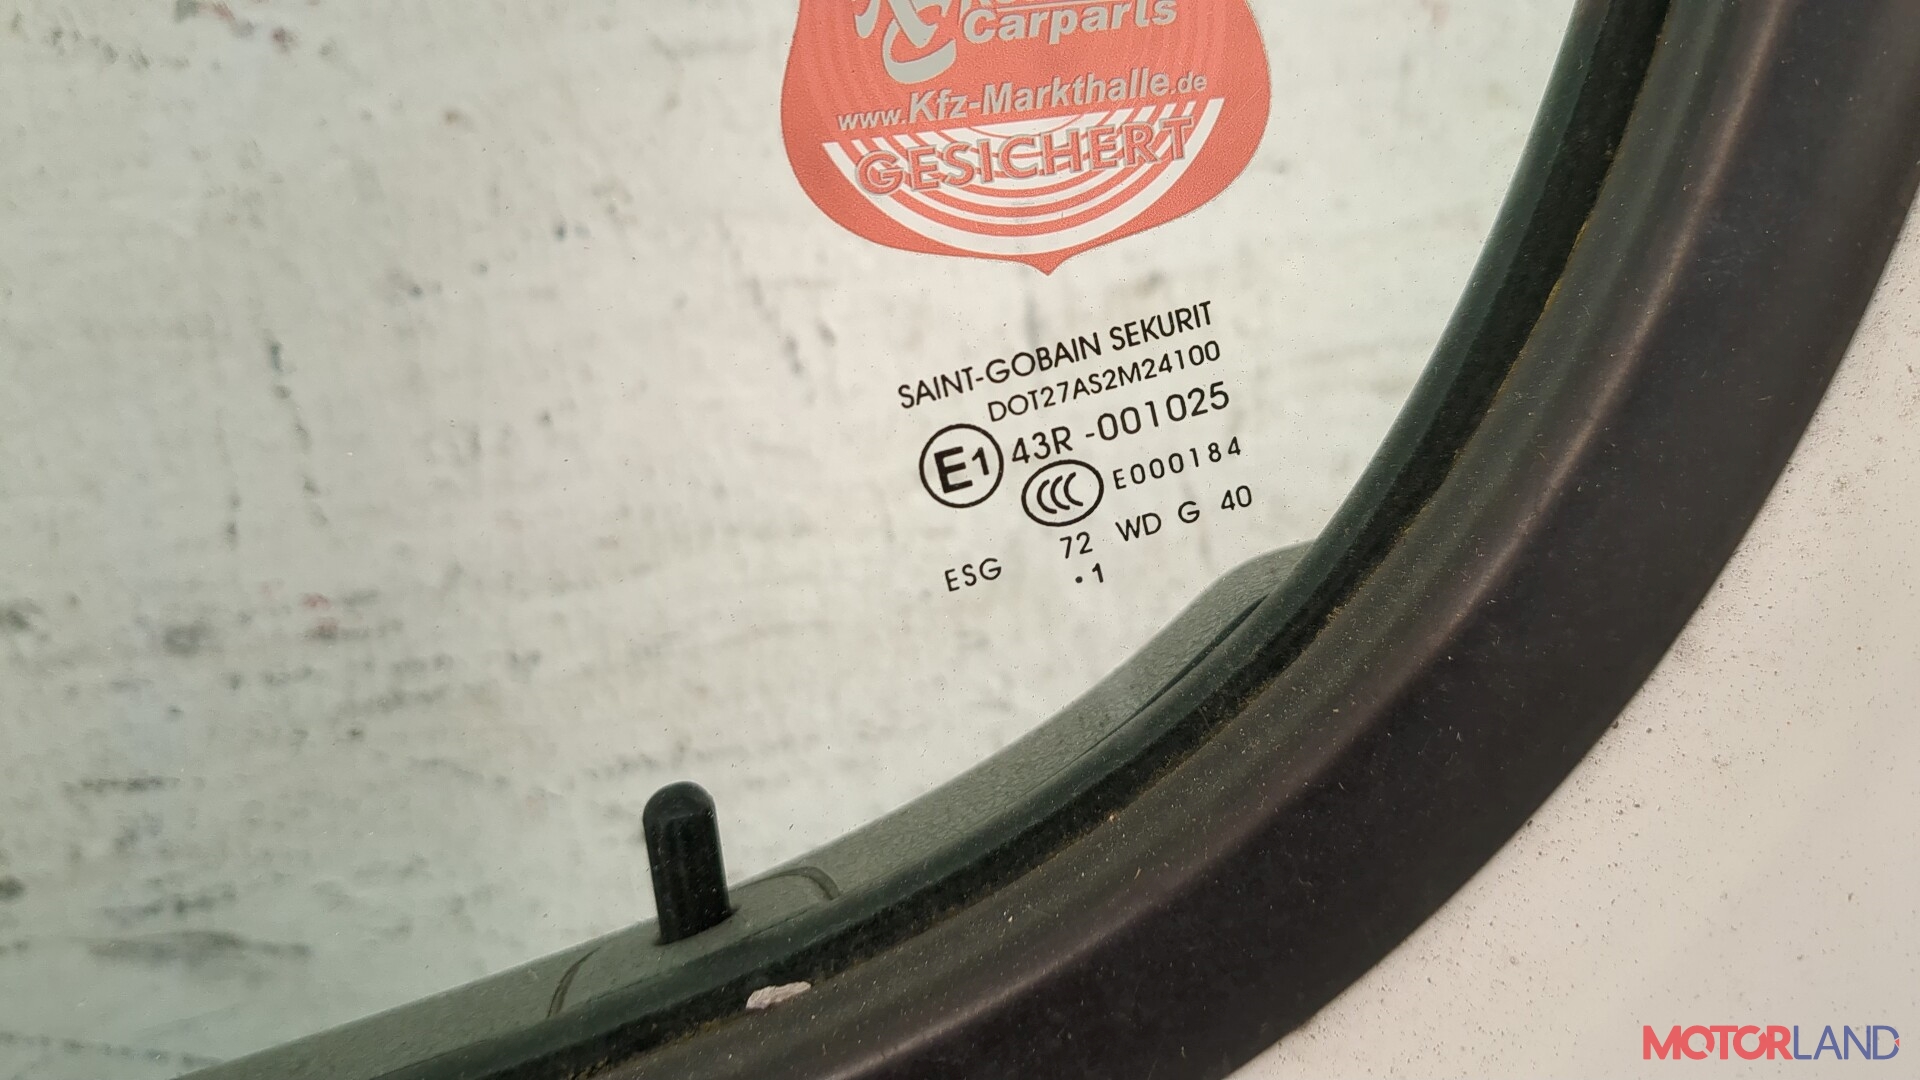 Carparts
www.Kfz-Markthalle.de
GESICHERT
SAINT-GOBAIN SEKURIT
DOT27AS2M24100
E1 43R -001025
CCC E000184
ESG 72 WD G 40
•1
MOTORLAND